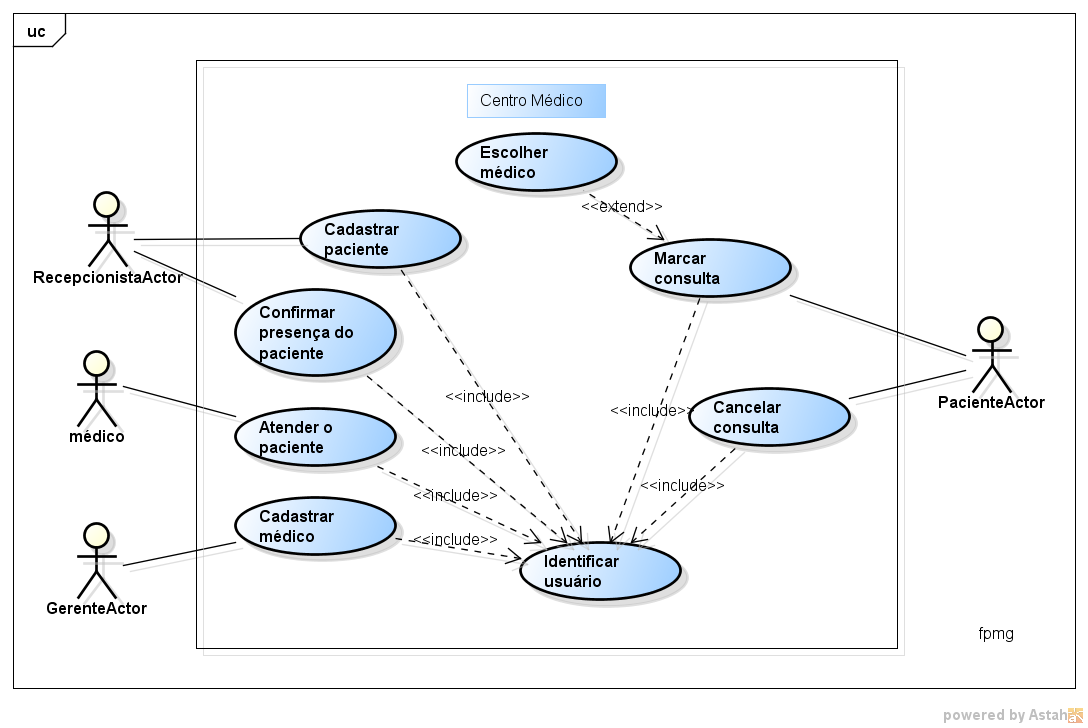 uc
Centro Médico
Escolher
médico
<<extend>>
Cadastrar
paciente
Marcar
consulta
RecepcionistaActor
Confirmar
presença do
paciente
<<include>>
<<include>>
PacienteActor
Cancelar
consulta
médico
Atender o
paciente
<<include>>
<<include>>
<<include>>
Cadastrar
médico
<<include>>
Identificar
usuário
GerenteActor
fpmg
powered by Astah